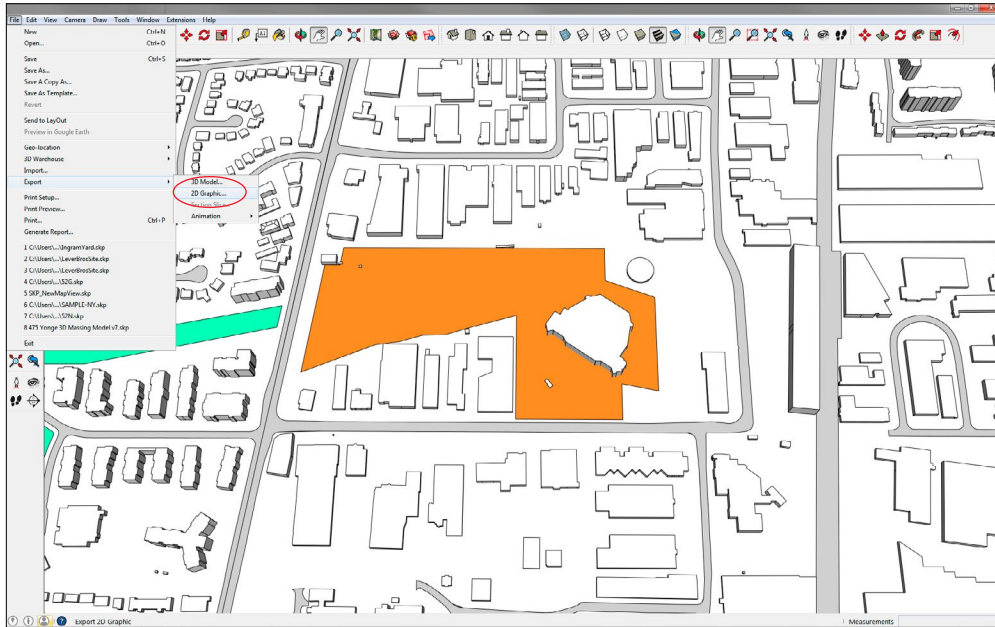 File Edit View Camera Draw Tools Window Extensions Help
New Ctrl+N
Open... Ctrl+O
Save Ctrl+S
Save As...
Save A Copy As...
Save As Template...
Revert
Send to LayOut
Preview in Google Earth
Geo-location
3D Warehouse
Import...
Export
3D Model...
2D Graphic...
Section Slice...
Animation
Print Setup...
Print Preview...
Print... Ctrl+P
Generate Report...
1 C:\Users\...\IngramYard.skp
2 C:\Users\...\LeverBrosSite.skp
3 C:\Users\...\LeverBrosSite.skp
4 C:\Users\...\52G.skp
5 SKP_NewMapView.skp
6 C:\Users\...\SAMPLE-NY.skp
7 C:\Users\...\52N.skp
8 475 Yonge 3D Massing Model v7.skp
Exit
Export 2D Graphic
Measurements